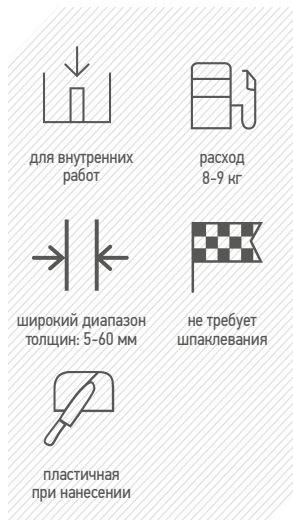 для внутренних
работ
расход
8-9 кг
широкий диапазон
толщин: 5-60 мм
не требует
шпаклевания
пластичная
при нанесении